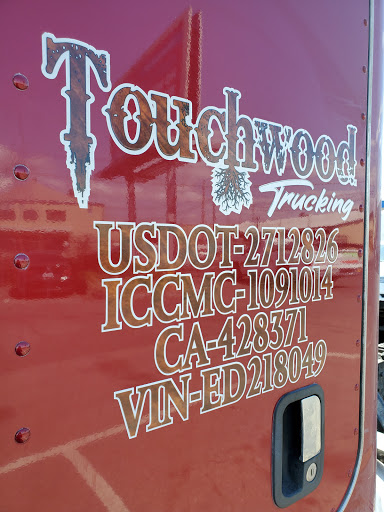 Touchwood
Trucking
USDOT-2712826
ICCMC-1091014
CA-428371
VIN-ED218049